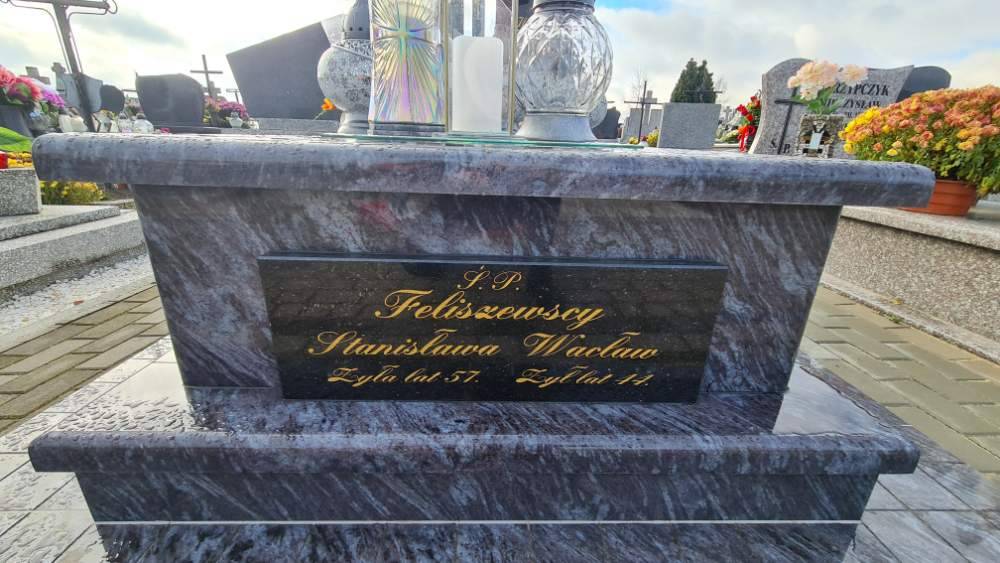 Ś.P.
Feliszewscy
Stanisława Wacław
Żyła lat 57. Żył lat 44.